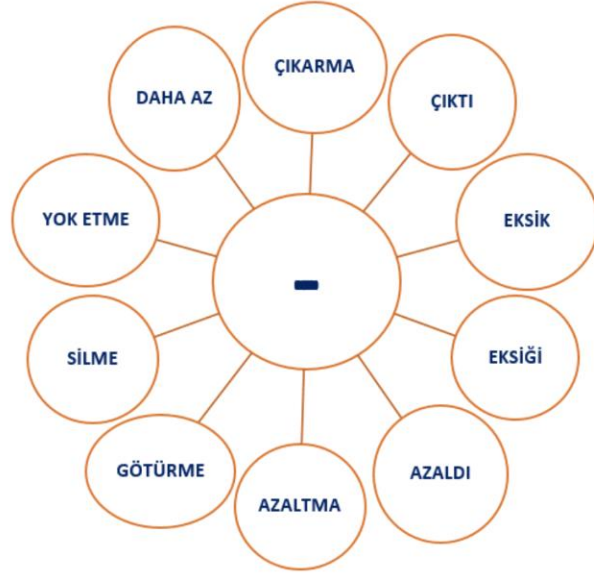 ÇIKARMA
ÇIKTI
EKSİK
EKSİĞİ
AZALDI
AZALTMA
GÖTÜRME
SİLME
YOK ETME
DAHA AZ
-